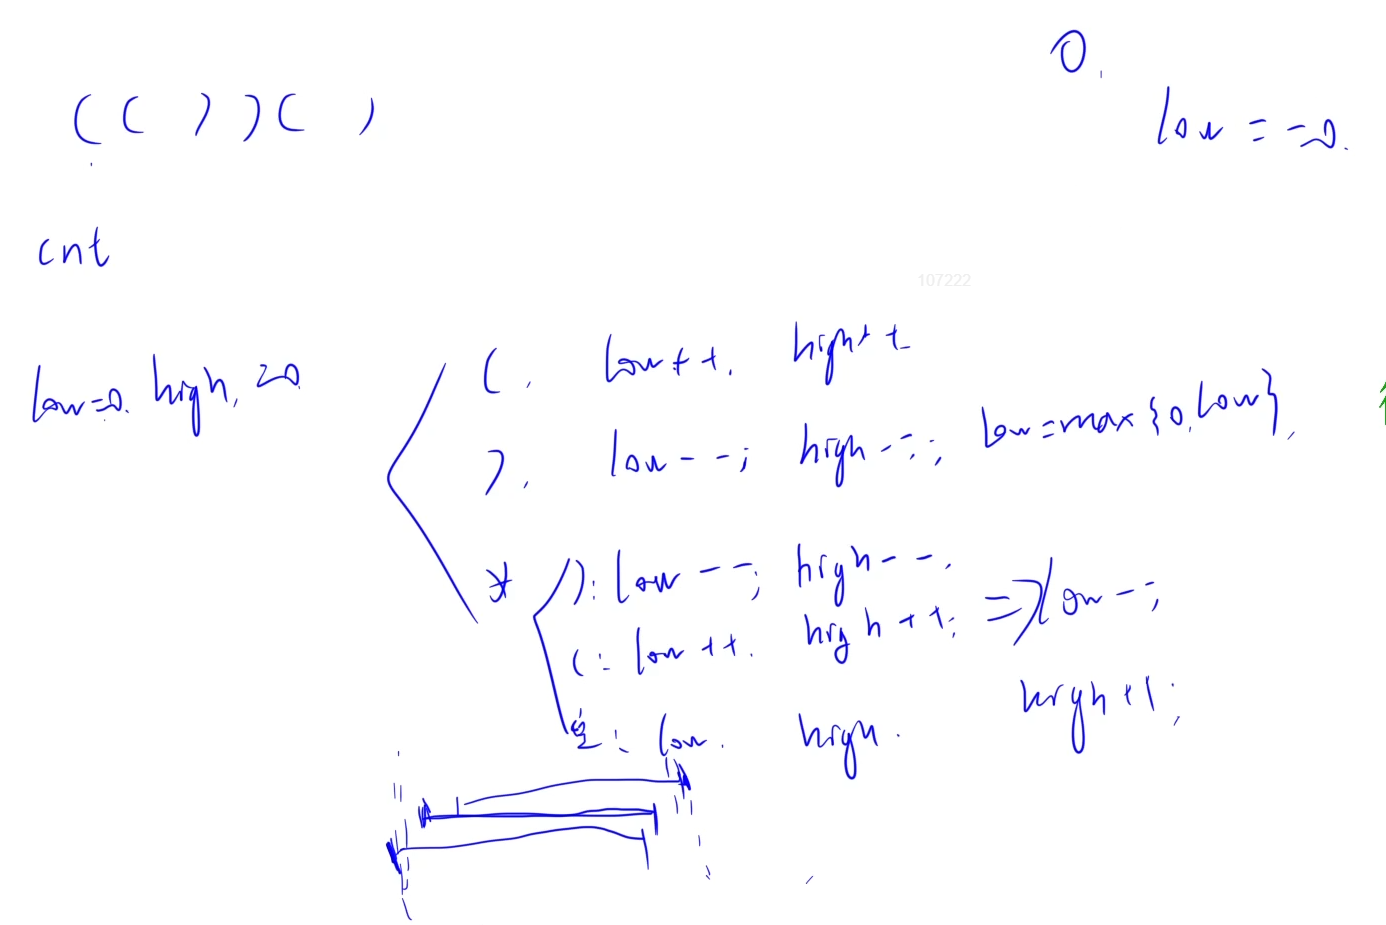 0.
( ( ) ) ( )
low = = 0.
cnt
107222
( . low++. high++
low=0. high, =0.
) . low--; high--; low=max{0,low},
* ): low--; high--. => low--;
(: low++. high++;
空: low. high. high+1;